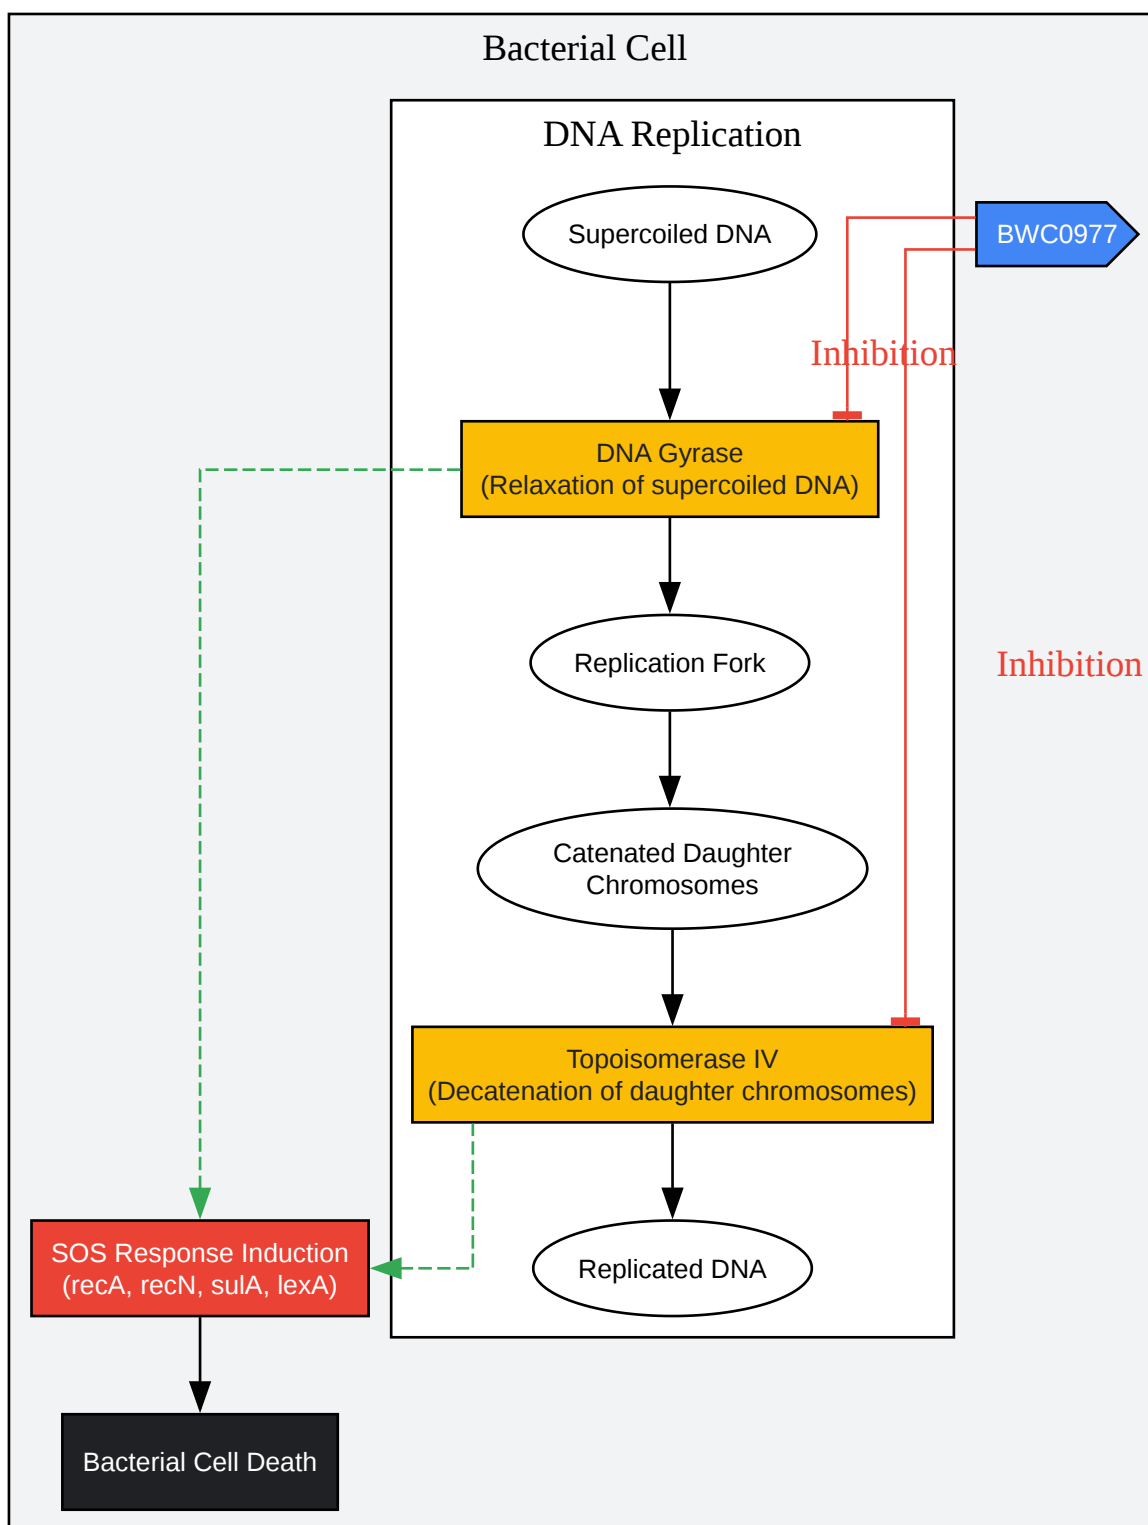 Bacterial Cell
DNA Replication
Supercoiled DNA
BWC0977
Inhibition
DNA Gyrase
(Relaxation of supercoiled DNA)
Replication Fork
Inhibition
Catenated Daughter
Chromosomes
Topoisomerase IV
(Decatenation of daughter chromosomes)
SOS Response Induction
(recA, recN, sulA, lexA)
Replicated DNA
Bacterial Cell Death